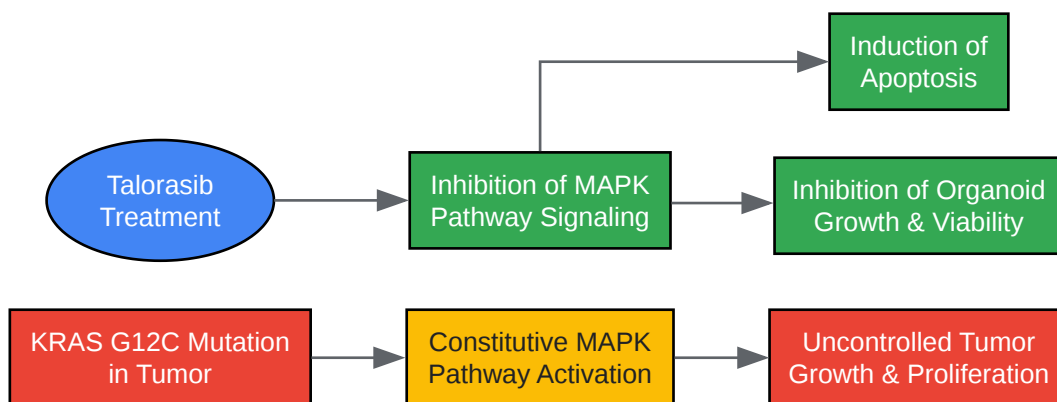 Induction of
Apoptosis
Talorasib
Treatment
Inhibition of MAPK
Pathway Signaling
Inhibition of Organoid
Growth & Viability
KRAS G12C Mutation
in Tumor
Constitutive MAPK
Pathway Activation
Uncontrolled Tumor
Growth & Proliferation